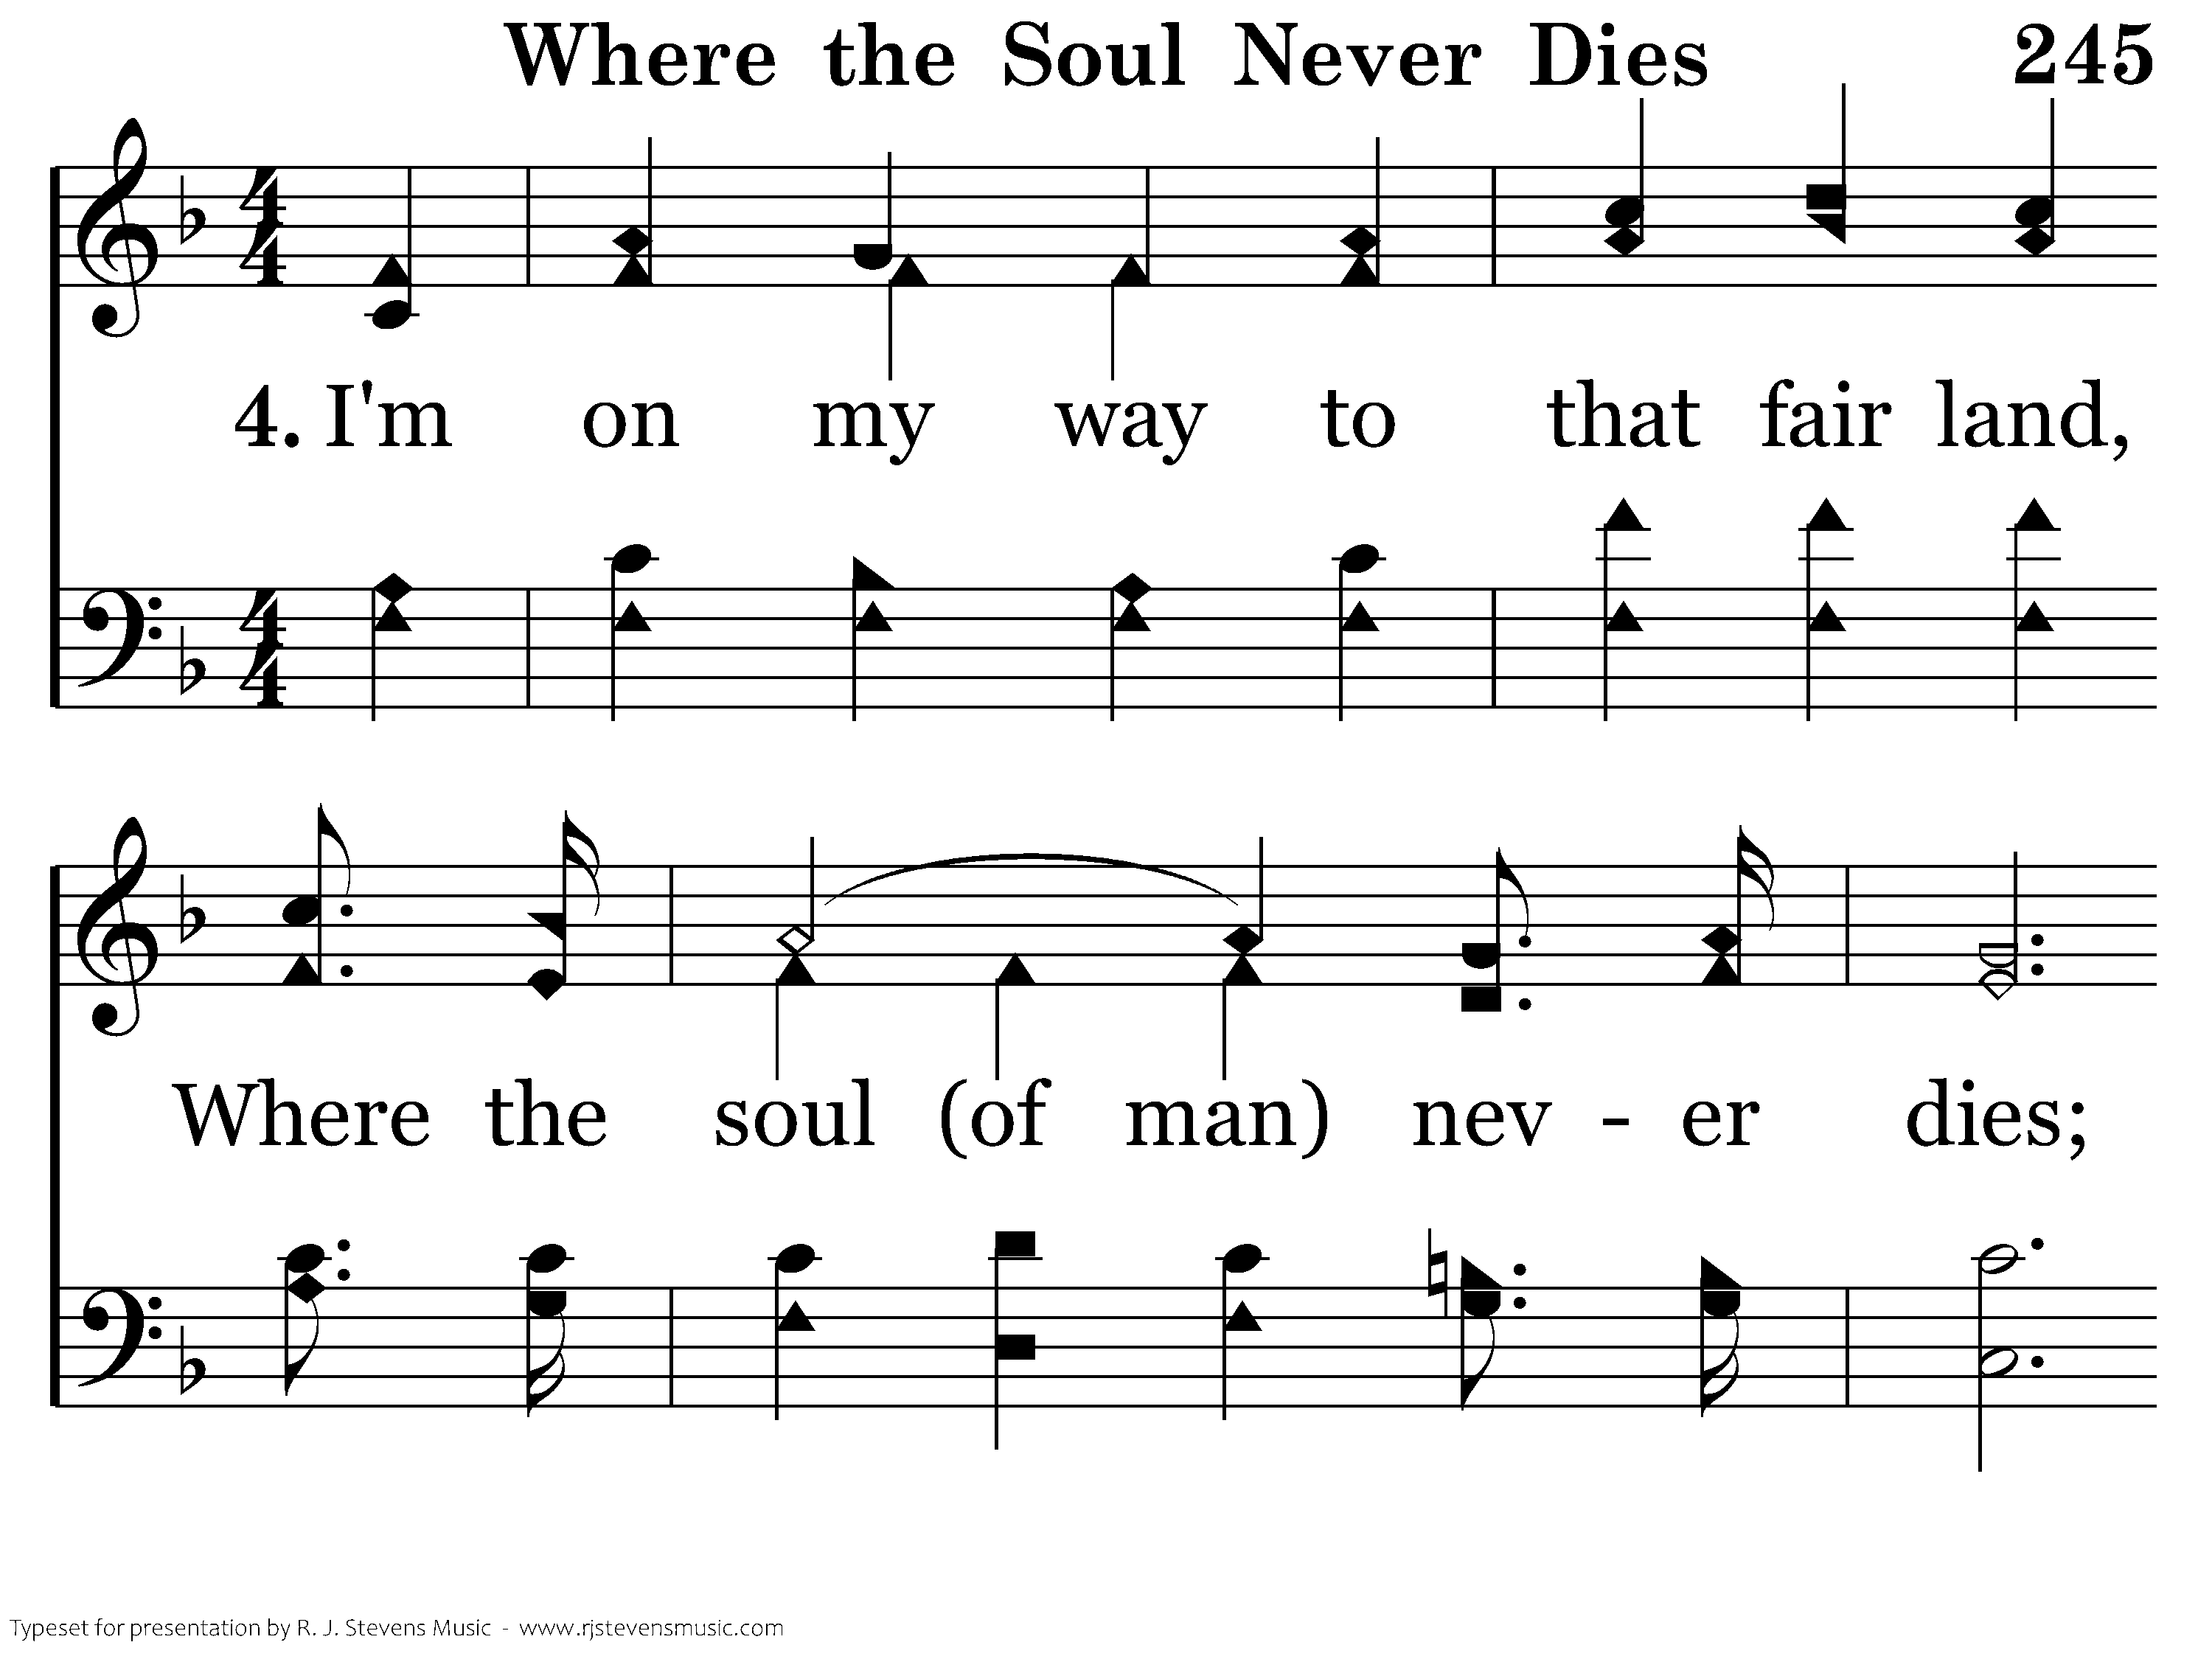 Where the Soul Never Dies 245
4. I'm on my way to that fair land,
Where the soul (of man) nev - er dies;
Typeset for presentation by R. J. Stevens Music - www.rjstevensmusic.com